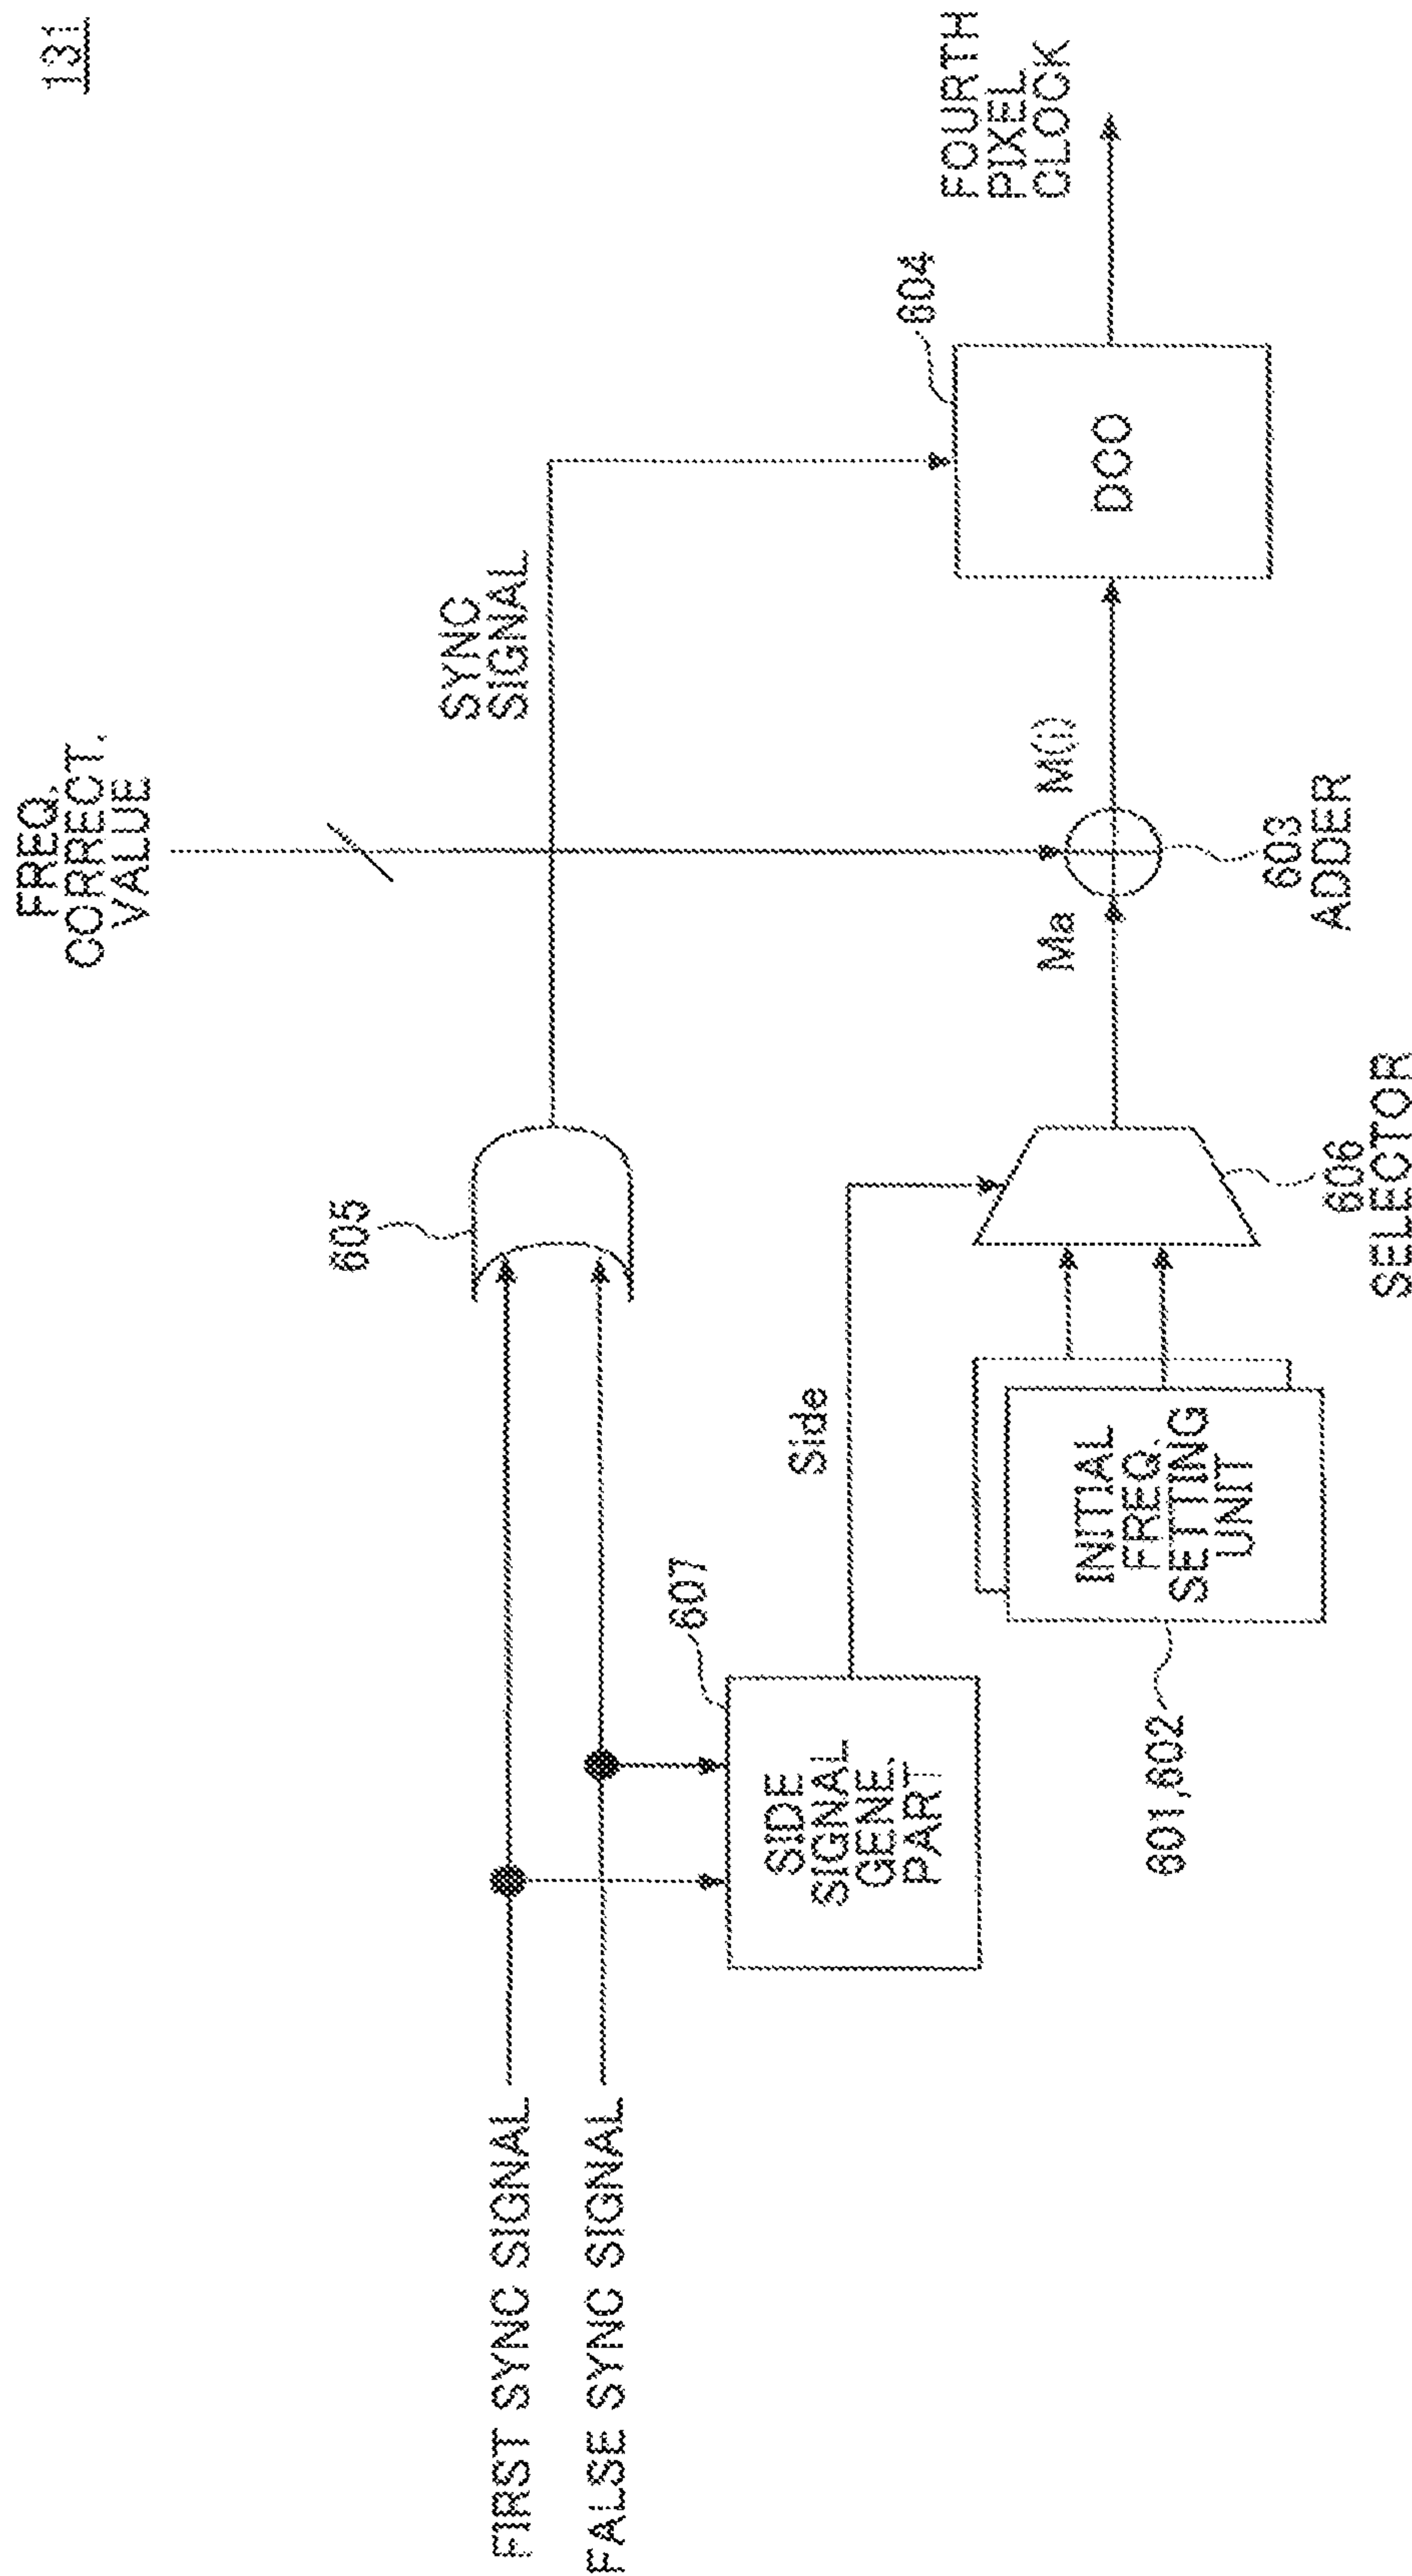 131
FREQ.
CORRECT.
VALUE
SYNC
SIGNAL
FOURTH
PIXEL
CLOCK
605
604
DCO
M(i)
Ma
603
ADDER
606
SELECTOR
Side
607
SIDE
SIGNAL
GENE.
PART
INITIAL
FREQ.
SETTING
UNIT
601,602
FIRST SYNC SIGNAL
FALSE SYNC SIGNAL